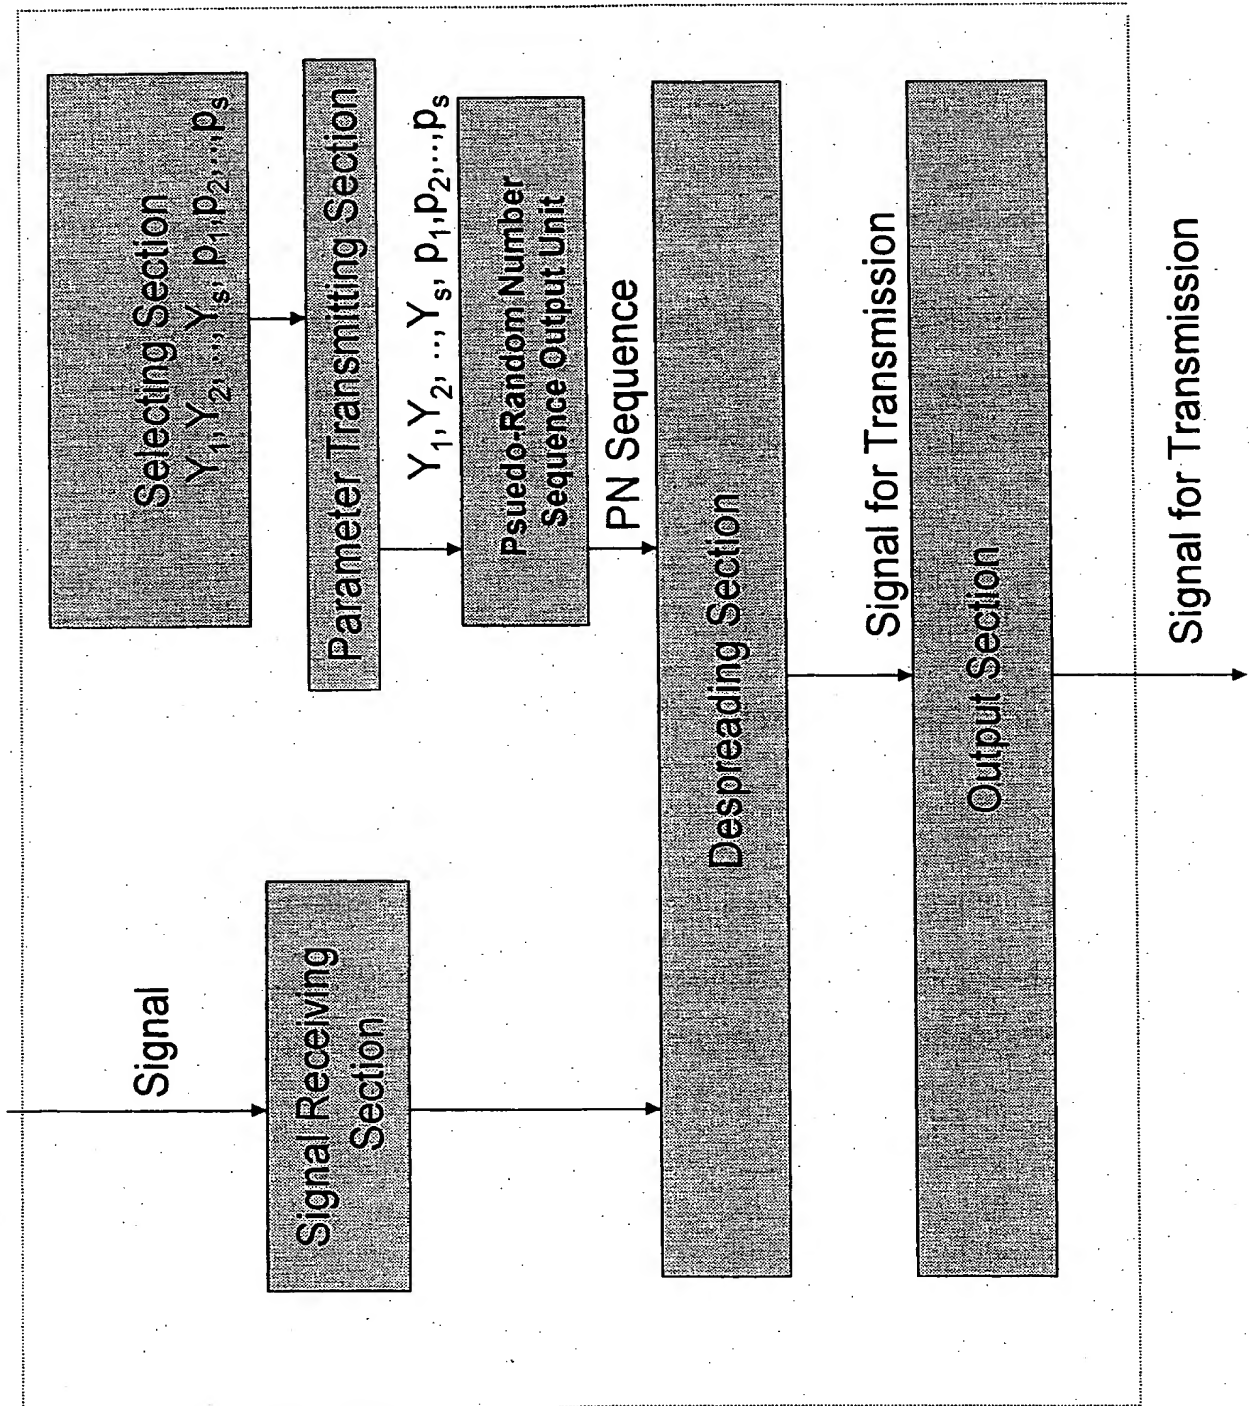 Signal
Signal Receiving
Section
Selecting Section
Y1,Y2,...,Ys, p1,p2,...,ps
Parameter Transmitting Section
Y1,Y2, ..,Ys, p1,p2,...,ps
Psuedo-Random Number
Sequence Output Unit
PN Sequence
Despreading Section
Signal for Transmission
Output Section
Signal for Transmission